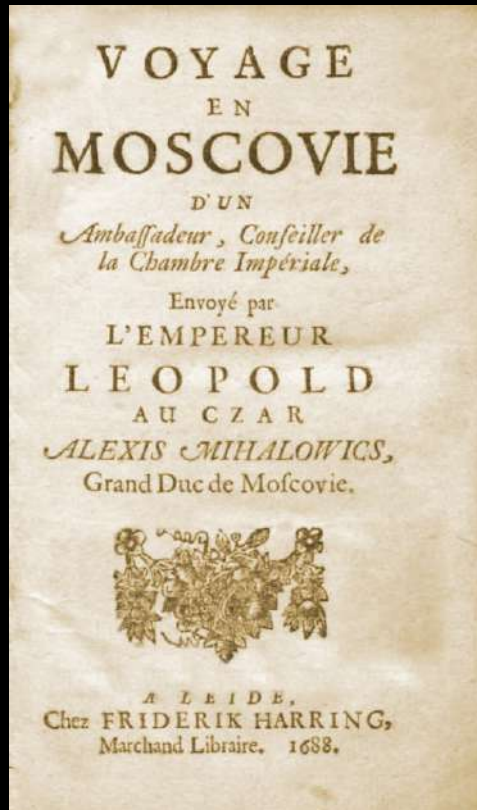 VOYAGE
EN
MOSCOVIE
D'UN
Ambaſſadeur, Conſeiller de
la Chambre Impériale,
Envoyé par
L'EMPEREUR
LEOPOLD
AU CZAR
ALEXIS MIHALOWICS,
Grand Duc de Moſcovie.
A LEIDE,
Chez FRIDERIK HARRING,
Marchand Libraire. 1688.